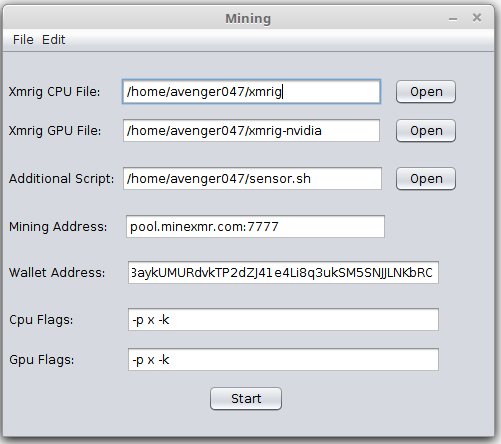 Mining
File Edit
Xmrig CPU File: /home/avenger047/xmrig Open
Xmrig GPU File: /home/avenger047/xmrig-nvidia Open
Additional Script: /home/avenger047/sensor.sh Open
Mining Address: pool.minexmr.com:7777
Wallet Address: 3aykUMURdvkTP2dZJ41e4Li8q3ukSM5SNJJLNKbRC
Cpu Flags: -p x -k
Gpu Flags: -p x -k
Start